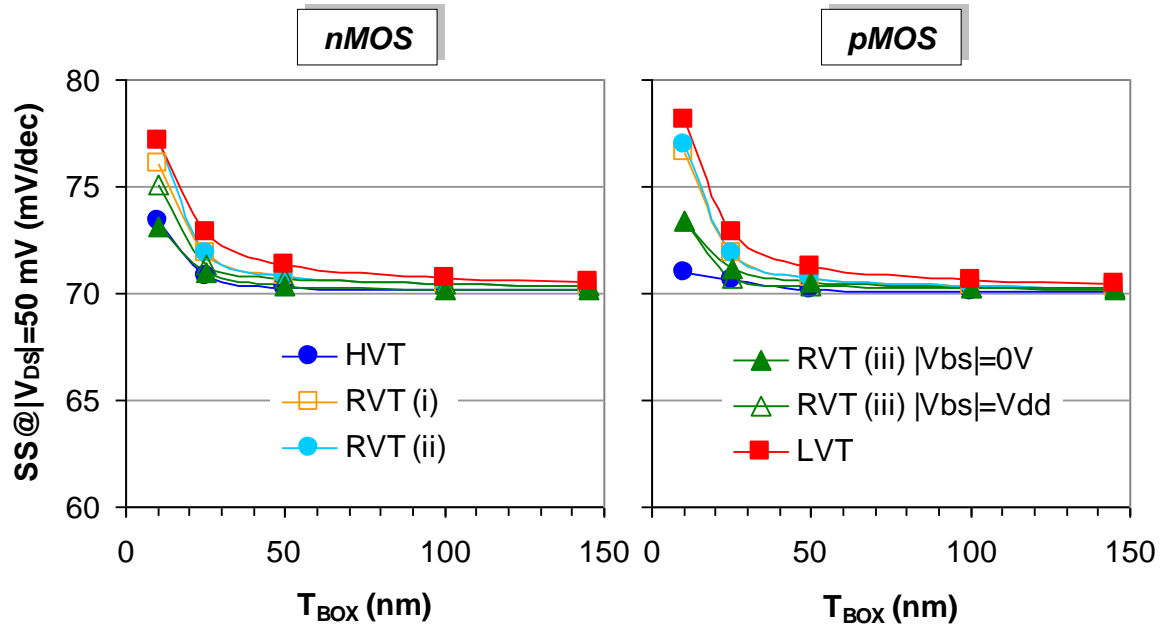 nMOS
pMOS
SS@|VDS|=50 mV (mV/dec)
80
75
70
65
60
HVT
RVT (i)
RVT (ii)
RVT (iii) |Vbs|=0V
RVT (iii) |Vbs|=Vdd
LVT
0 50 100 150
0 50 100 150
TBOX (nm)
TBOX (nm)